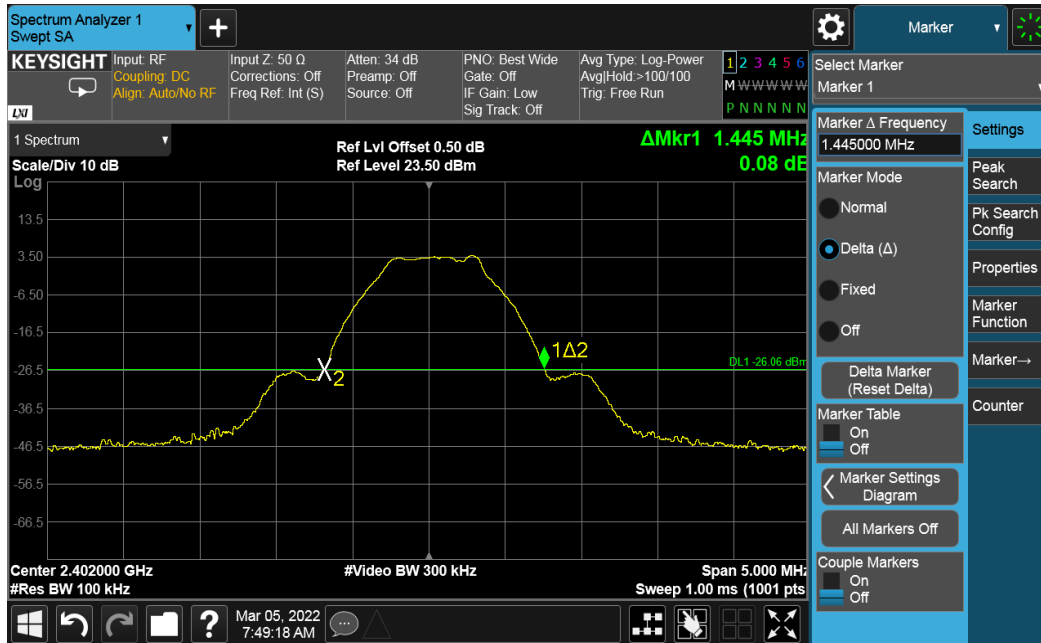 Spectrum Analyzer 1
Swept SA
+
Marker
KEYSIGHT
Input: RF
Coupling: DC
Align: Auto/No RF
Input Z: 50 Ω
Corrections: Off
Freq Ref: Int (S)
Atten: 34 dB
Preamp: Off
Source: Off
PNO: Best Wide
Gate: Off
IF Gain: Low
Sig Track: Off
Avg Type: Log-Power
Avg|Hold:>100/100
Trig: Free Run
1 2 3 4 5 6
M W W W W W
P N N N N N
LXI
Select Marker
Marker 1
1 Spectrum
Scale/Div 10 dB
Log
Ref Lvl Offset 0.50 dB
Ref Level 23.50 dBm
ΔMkr1 1.445 MHz
0.08 dB
13.5
3.50
-6.50
-16.5
-26.5
-36.5
-46.5
-56.5
-66.5
X
2
1Δ2
DL1 -26.06 dBm
Center 2.402000 GHz
#Res BW 100 kHz
#Video BW 300 kHz
Span 5.000 MHz
Sweep 1.00 ms (1001 pts
Marker Δ Frequency
1.445000 MHz
Marker Mode
Normal
Delta (Δ)
Fixed
Off
Delta Marker
(Reset Delta)
Marker Table
On
Off
Marker Settings
Diagram
All Markers Off
Couple Markers
On
Off
Settings
Peak
Search
Pk Search
Config
Properties
Marker
Function
Marker→
Counter
?
Mar 05, 2022
7:49:18 AM